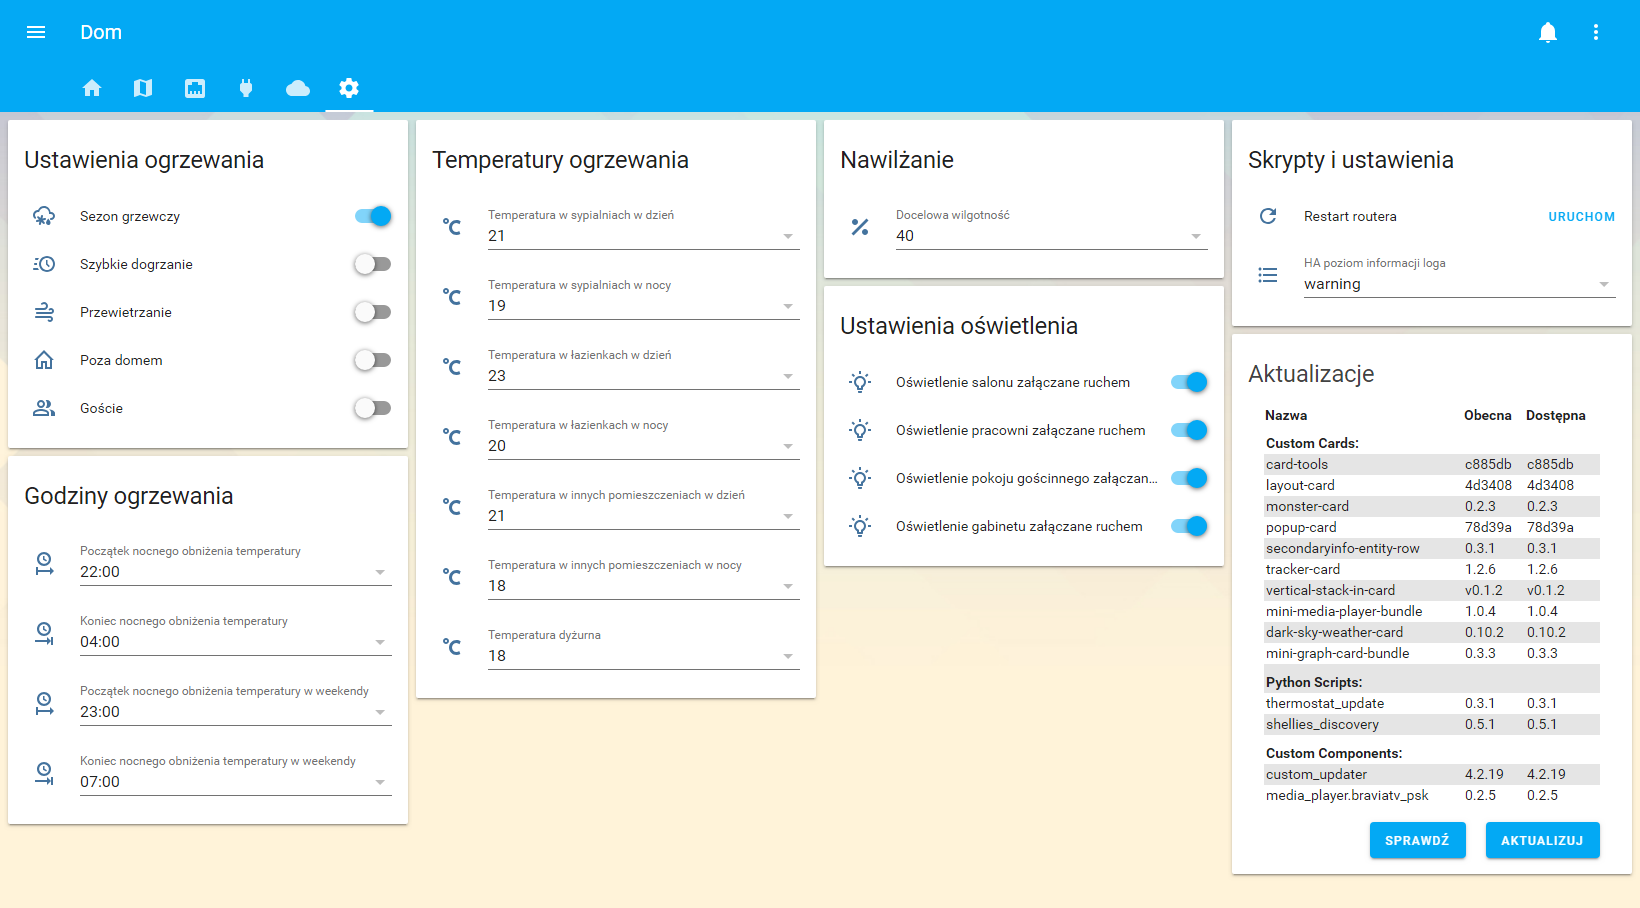 Dom
Ustawienia ogrzewania
Sezon grzewczy
Szybkie dogrzanie
Przewietrzanie
Poza domem
Goście
Godziny ogrzewania
Początek nocnego obniżenia temperatury
22:00
Koniec nocnego obniżenia temperatury
04:00
Początek nocnego obniżenia temperatury w weekendy
23:00
Koniec nocnego obniżenia temperatury w weekendy
07:00
Temperatury ogrzewania
°C Temperatura w sypialniach w dzień
21
°C Temperatura w sypialniach w nocy
19
°C Temperatura w łazienkach w dzień
23
°C Temperatura w łazienkach w nocy
20
°C Temperatura w innych pomieszczeniach w dzień
21
°C Temperatura w innych pomieszczeniach w nocy
18
°C Temperatura dyżurna
18
Nawilżanie
% Docelowa wilgotność
40
Ustawienia oświetlenia
Oświetlenie salonu załączane ruchem
Oświetlenie pracowni załączane ruchem
Oświetlenie pokoju gościnnego załączan...
Oświetlenie gabinetu załączane ruchem
Skrypty i ustawienia
Restart routera URUCHOM
HA poziom informacji loga
warning
Aktualizacje
Nazwa Obecna Dostępna
Custom Cards:
card-tools c885db c885db
layout-card 4d3408 4d3408
monster-card 0.2.3 0.2.3
popup-card 78d39a 78d39a
secondaryinfo-entity-row 0.3.1 0.3.1
tracker-card 1.2.6 1.2.6
vertical-stack-in-card v0.1.2 v0.1.2
mini-media-player-bundle 1.0.4 1.0.4
dark-sky-weather-card 0.10.2 0.10.2
mini-graph-card-bundle 0.3.3 0.3.3
Python Scripts:
thermostat_update 0.3.1 0.3.1
shellies_discovery 0.5.1 0.5.1
Custom Components:
custom_updater 4.2.19 4.2.19
media_player.braviatv_psk 0.2.5 0.2.5
SPRAWDŹ AKTUALIZUJ